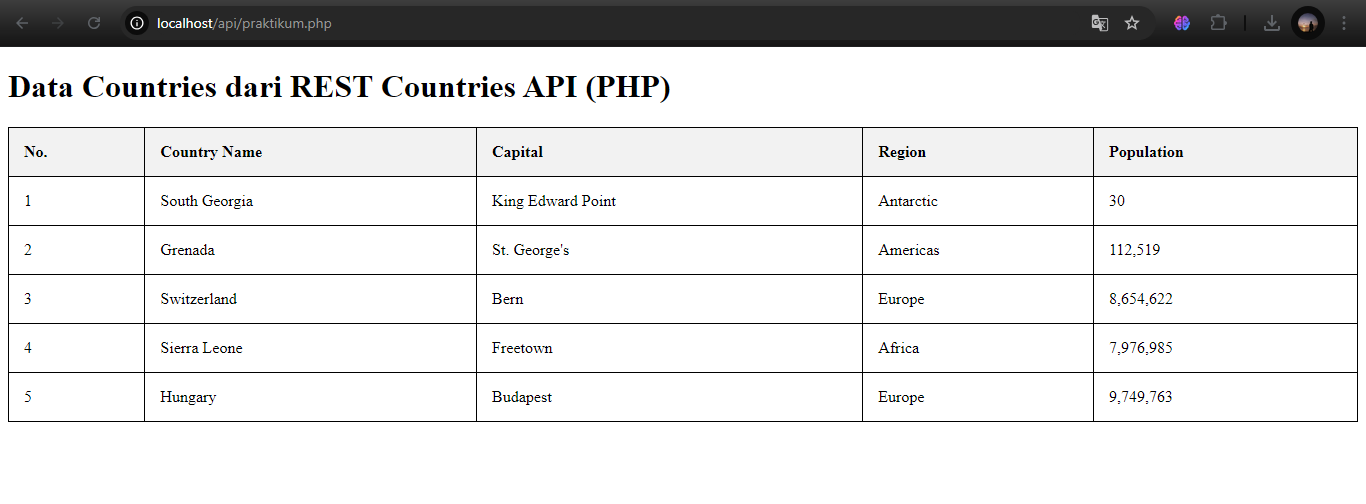 localhost/api/praktikum.php
Data Countries dari REST Countries API (PHP)
No. Country Name Capital Region Population
1 South Georgia King Edward Point Antarctic 30
2 Grenada St. George's Americas 112,519
3 Switzerland Bern Europe 8,654,622
4 Sierra Leone Freetown Africa 7,976,985
5 Hungary Budapest Europe 9,749,763